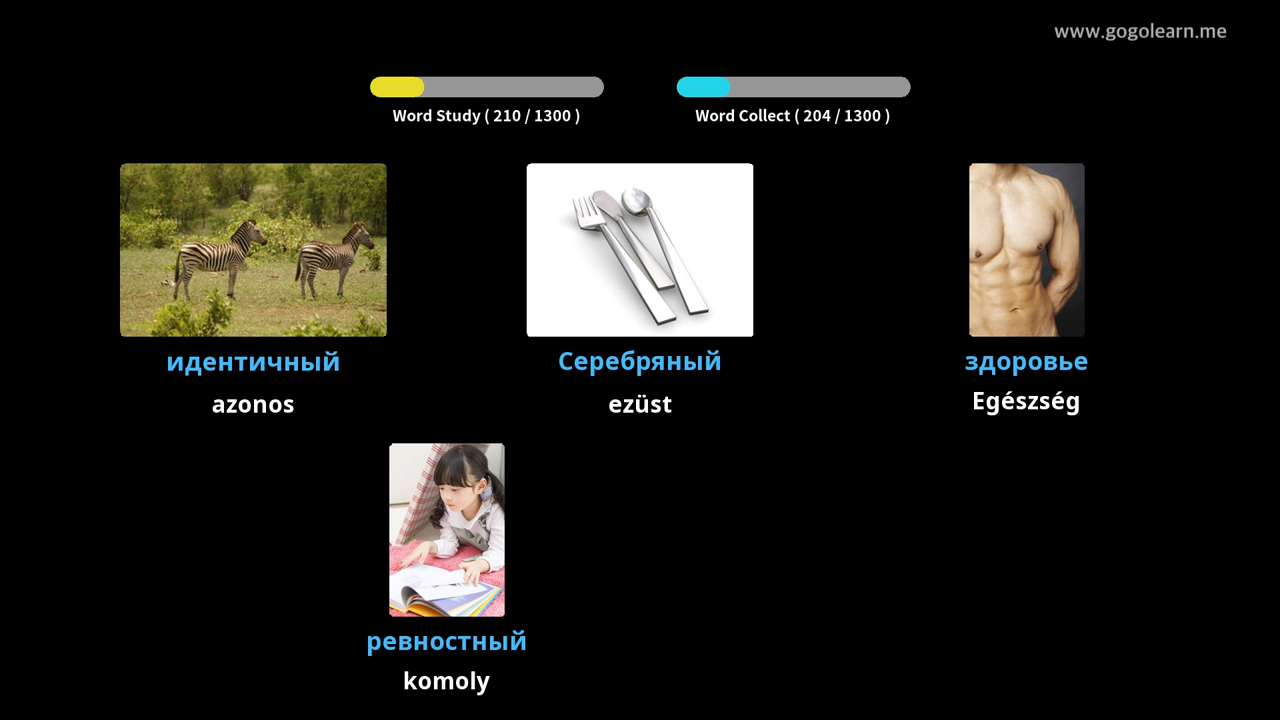 www.gogolearn.me
Word Study ( 210 / 1300 )
Word Collect ( 204 / 1300 )
идентичный
azonos
Серебряный
ezüst
здоровье
Egészség
ревностный
komoly